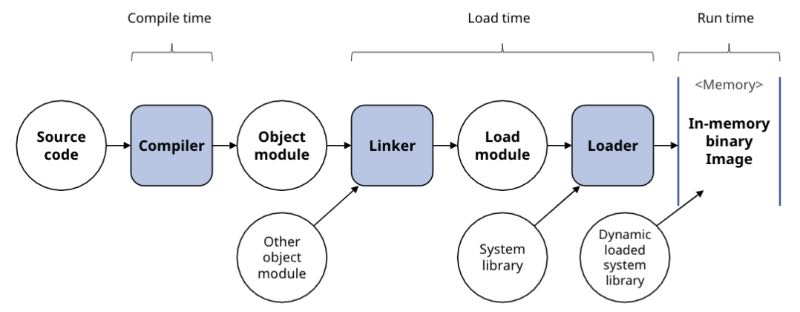 Compile time
Load time
Run time
<Memory>
Source
code
Compiler
Object
module
Linker
Load
module
Loader
In-memory
binary
Image
Other
object
module
System
library
Dynamic
loaded
system
library